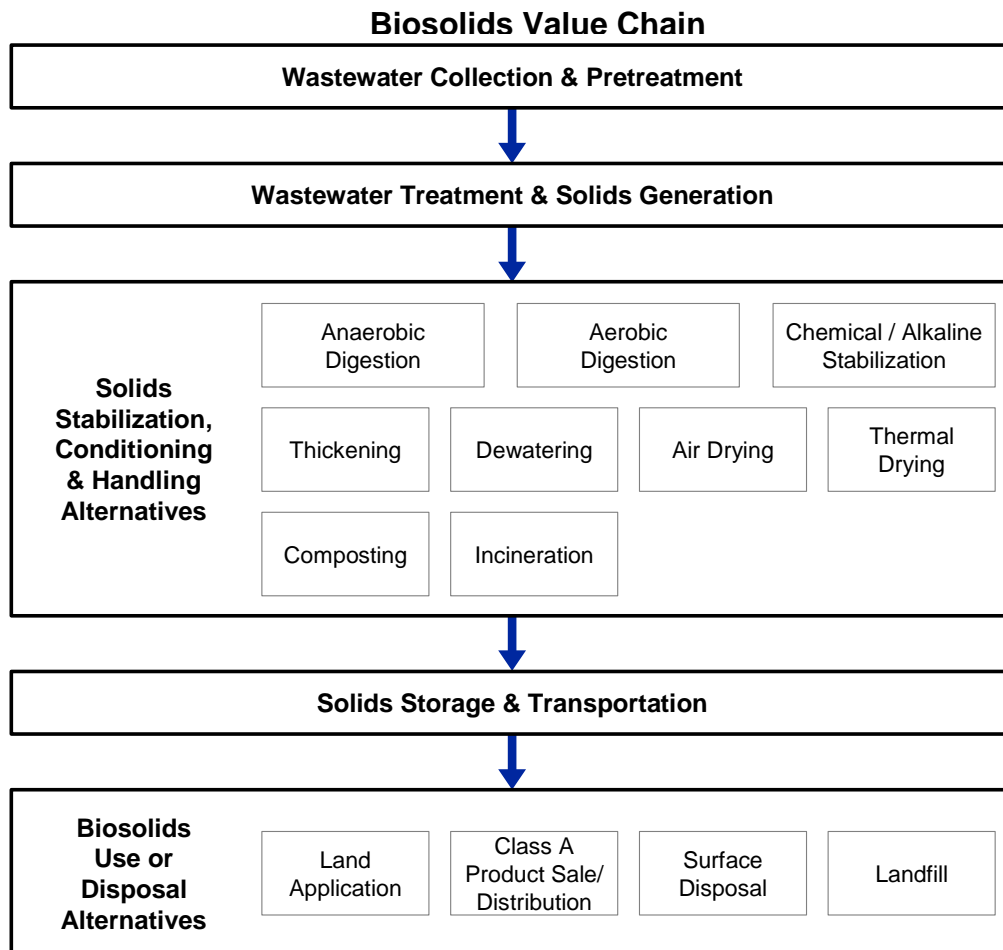 Biosolids Value Chain
Wastewater Collection & Pretreatment
Wastewater Treatment & Solids Generation
Solids
Stabilization,
Conditioning
& Handling
Alternatives
Anaerobic
Digestion
Aerobic
Digestion
Chemical / Alkaline
Stabilization
Thickening
Dewatering
Air Drying
Thermal
Drying
Composting
Incineration
Solids Storage & Transportation
Biosolids
Use or
Disposal
Alternatives
Land
Application
Class A
Product Sale/
Distribution
Surface
Disposal
Landfill